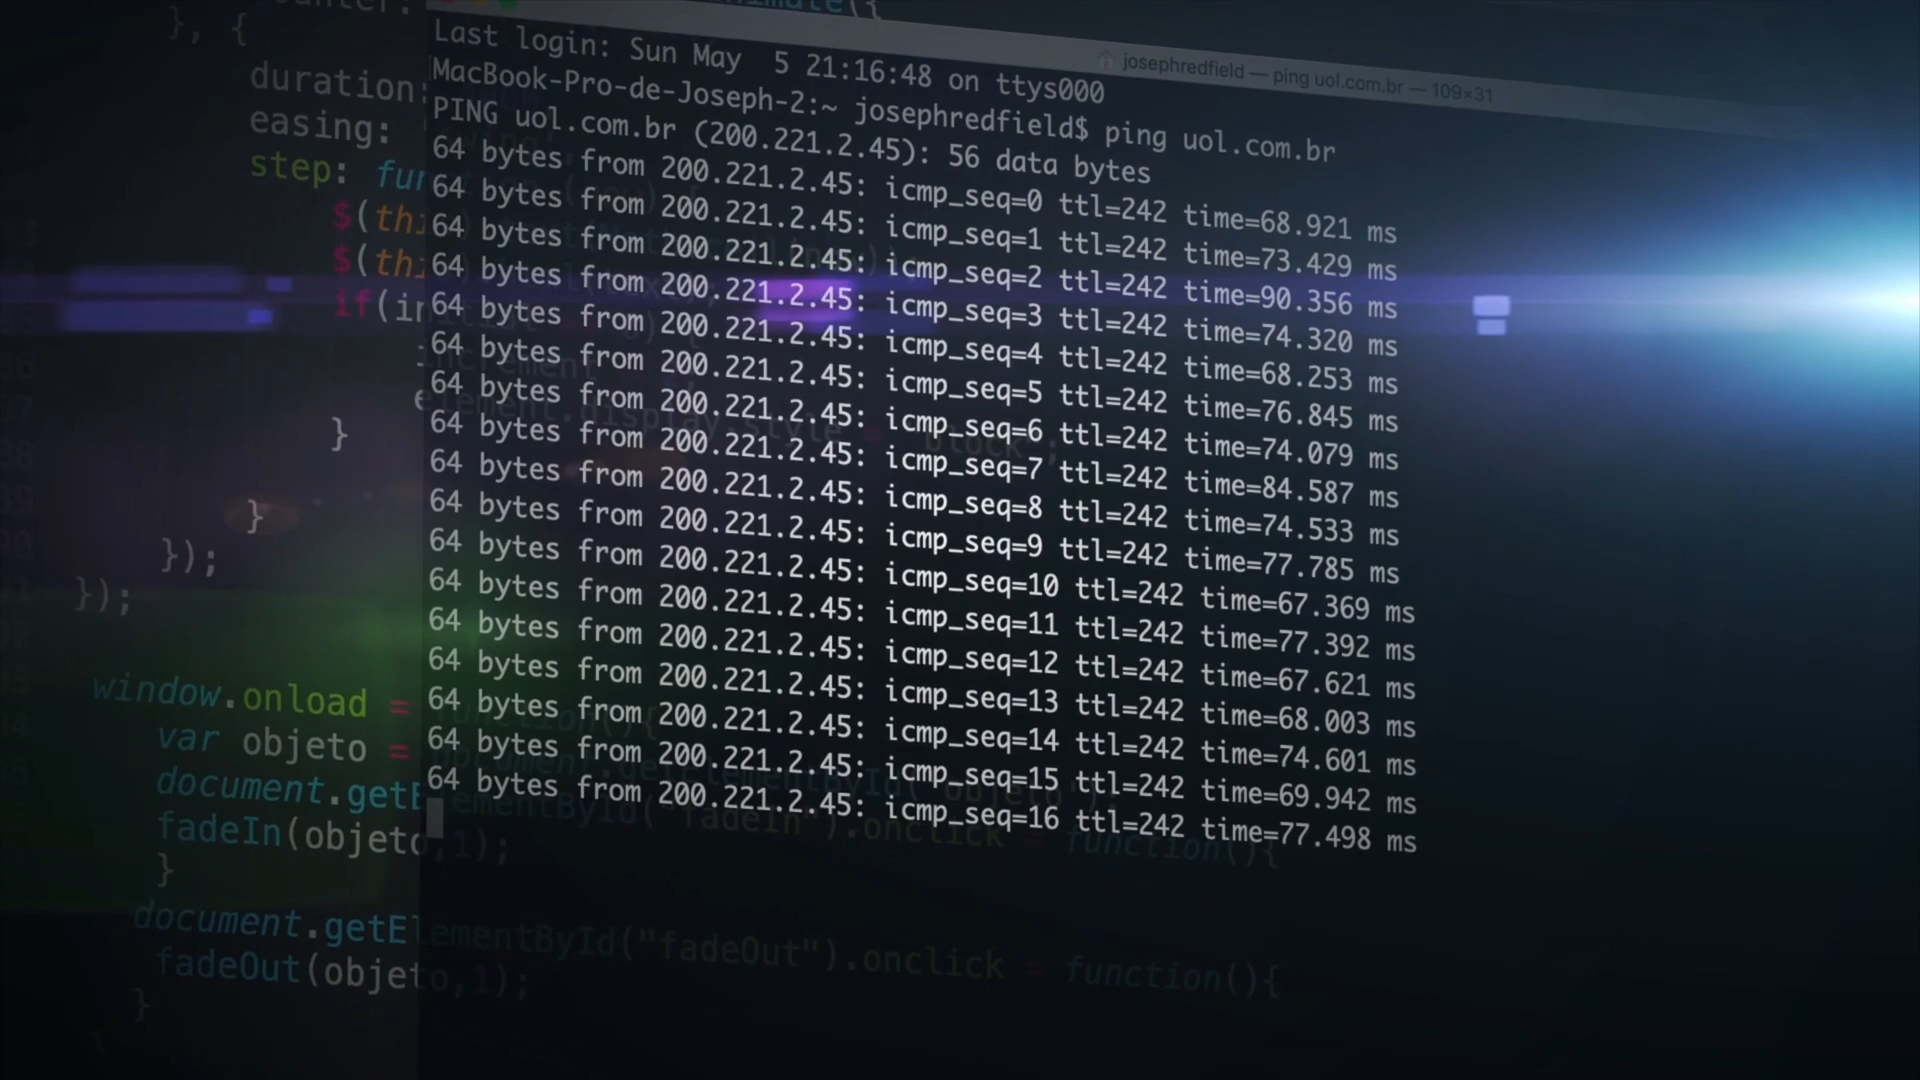 josephredfield — ping uol.com.br — 109×31
Last login: Sun May  5 21:16:48 on ttys000
MacBook-Pro-de-Joseph-2:~ josephredfield$ ping uol.com.br
PING uol.com.br (200.221.2.45): 56 data bytes
64 bytes from 200.221.2.45: icmp_seq=0 ttl=242 time=68.921 ms
64 bytes from 200.221.2.45: icmp_seq=1 ttl=242 time=73.429 ms
64 bytes from 200.221.2.45: icmp_seq=2 ttl=242 time=90.356 ms
64 bytes from 200.221.2.45: icmp_seq=3 ttl=242 time=74.320 ms
64 bytes from 200.221.2.45: icmp_seq=4 ttl=242 time=68.253 ms
64 bytes from 200.221.2.45: icmp_seq=5 ttl=242 time=76.845 ms
64 bytes from 200.221.2.45: icmp_seq=6 ttl=242 time=74.079 ms
64 bytes from 200.221.2.45: icmp_seq=7 ttl=242 time=84.587 ms
64 bytes from 200.221.2.45: icmp_seq=8 ttl=242 time=74.533 ms
64 bytes from 200.221.2.45: icmp_seq=9 ttl=242 time=77.785 ms
64 bytes from 200.221.2.45: icmp_seq=10 ttl=242 time=67.369 ms
64 bytes from 200.221.2.45: icmp_seq=11 ttl=242 time=77.392 ms
64 bytes from 200.221.2.45: icmp_seq=12 ttl=242 time=67.621 ms
64 bytes from 200.221.2.45: icmp_seq=13 ttl=242 time=68.003 ms
64 bytes from 200.221.2.45: icmp_seq=14 ttl=242 time=74.601 ms
64 bytes from 200.221.2.45: icmp_seq=15 ttl=242 time=69.942 ms
64 bytes from 200.221.2.45: icmp_seq=16 ttl=242 time=77.498 ms
}, {
duration:
easing:
step:
$(
$(
if(
element.display.style = "block";
}
}
});
});
window.onload = function(){
var objeto = document.getElementById("objeto");
document.getElementById("fadeIn").onclick = function(){
fadeIn(objeto,1);
}
document.getElementById("fadeOut").onclick = function(){
fadeOut(objeto,1);
}